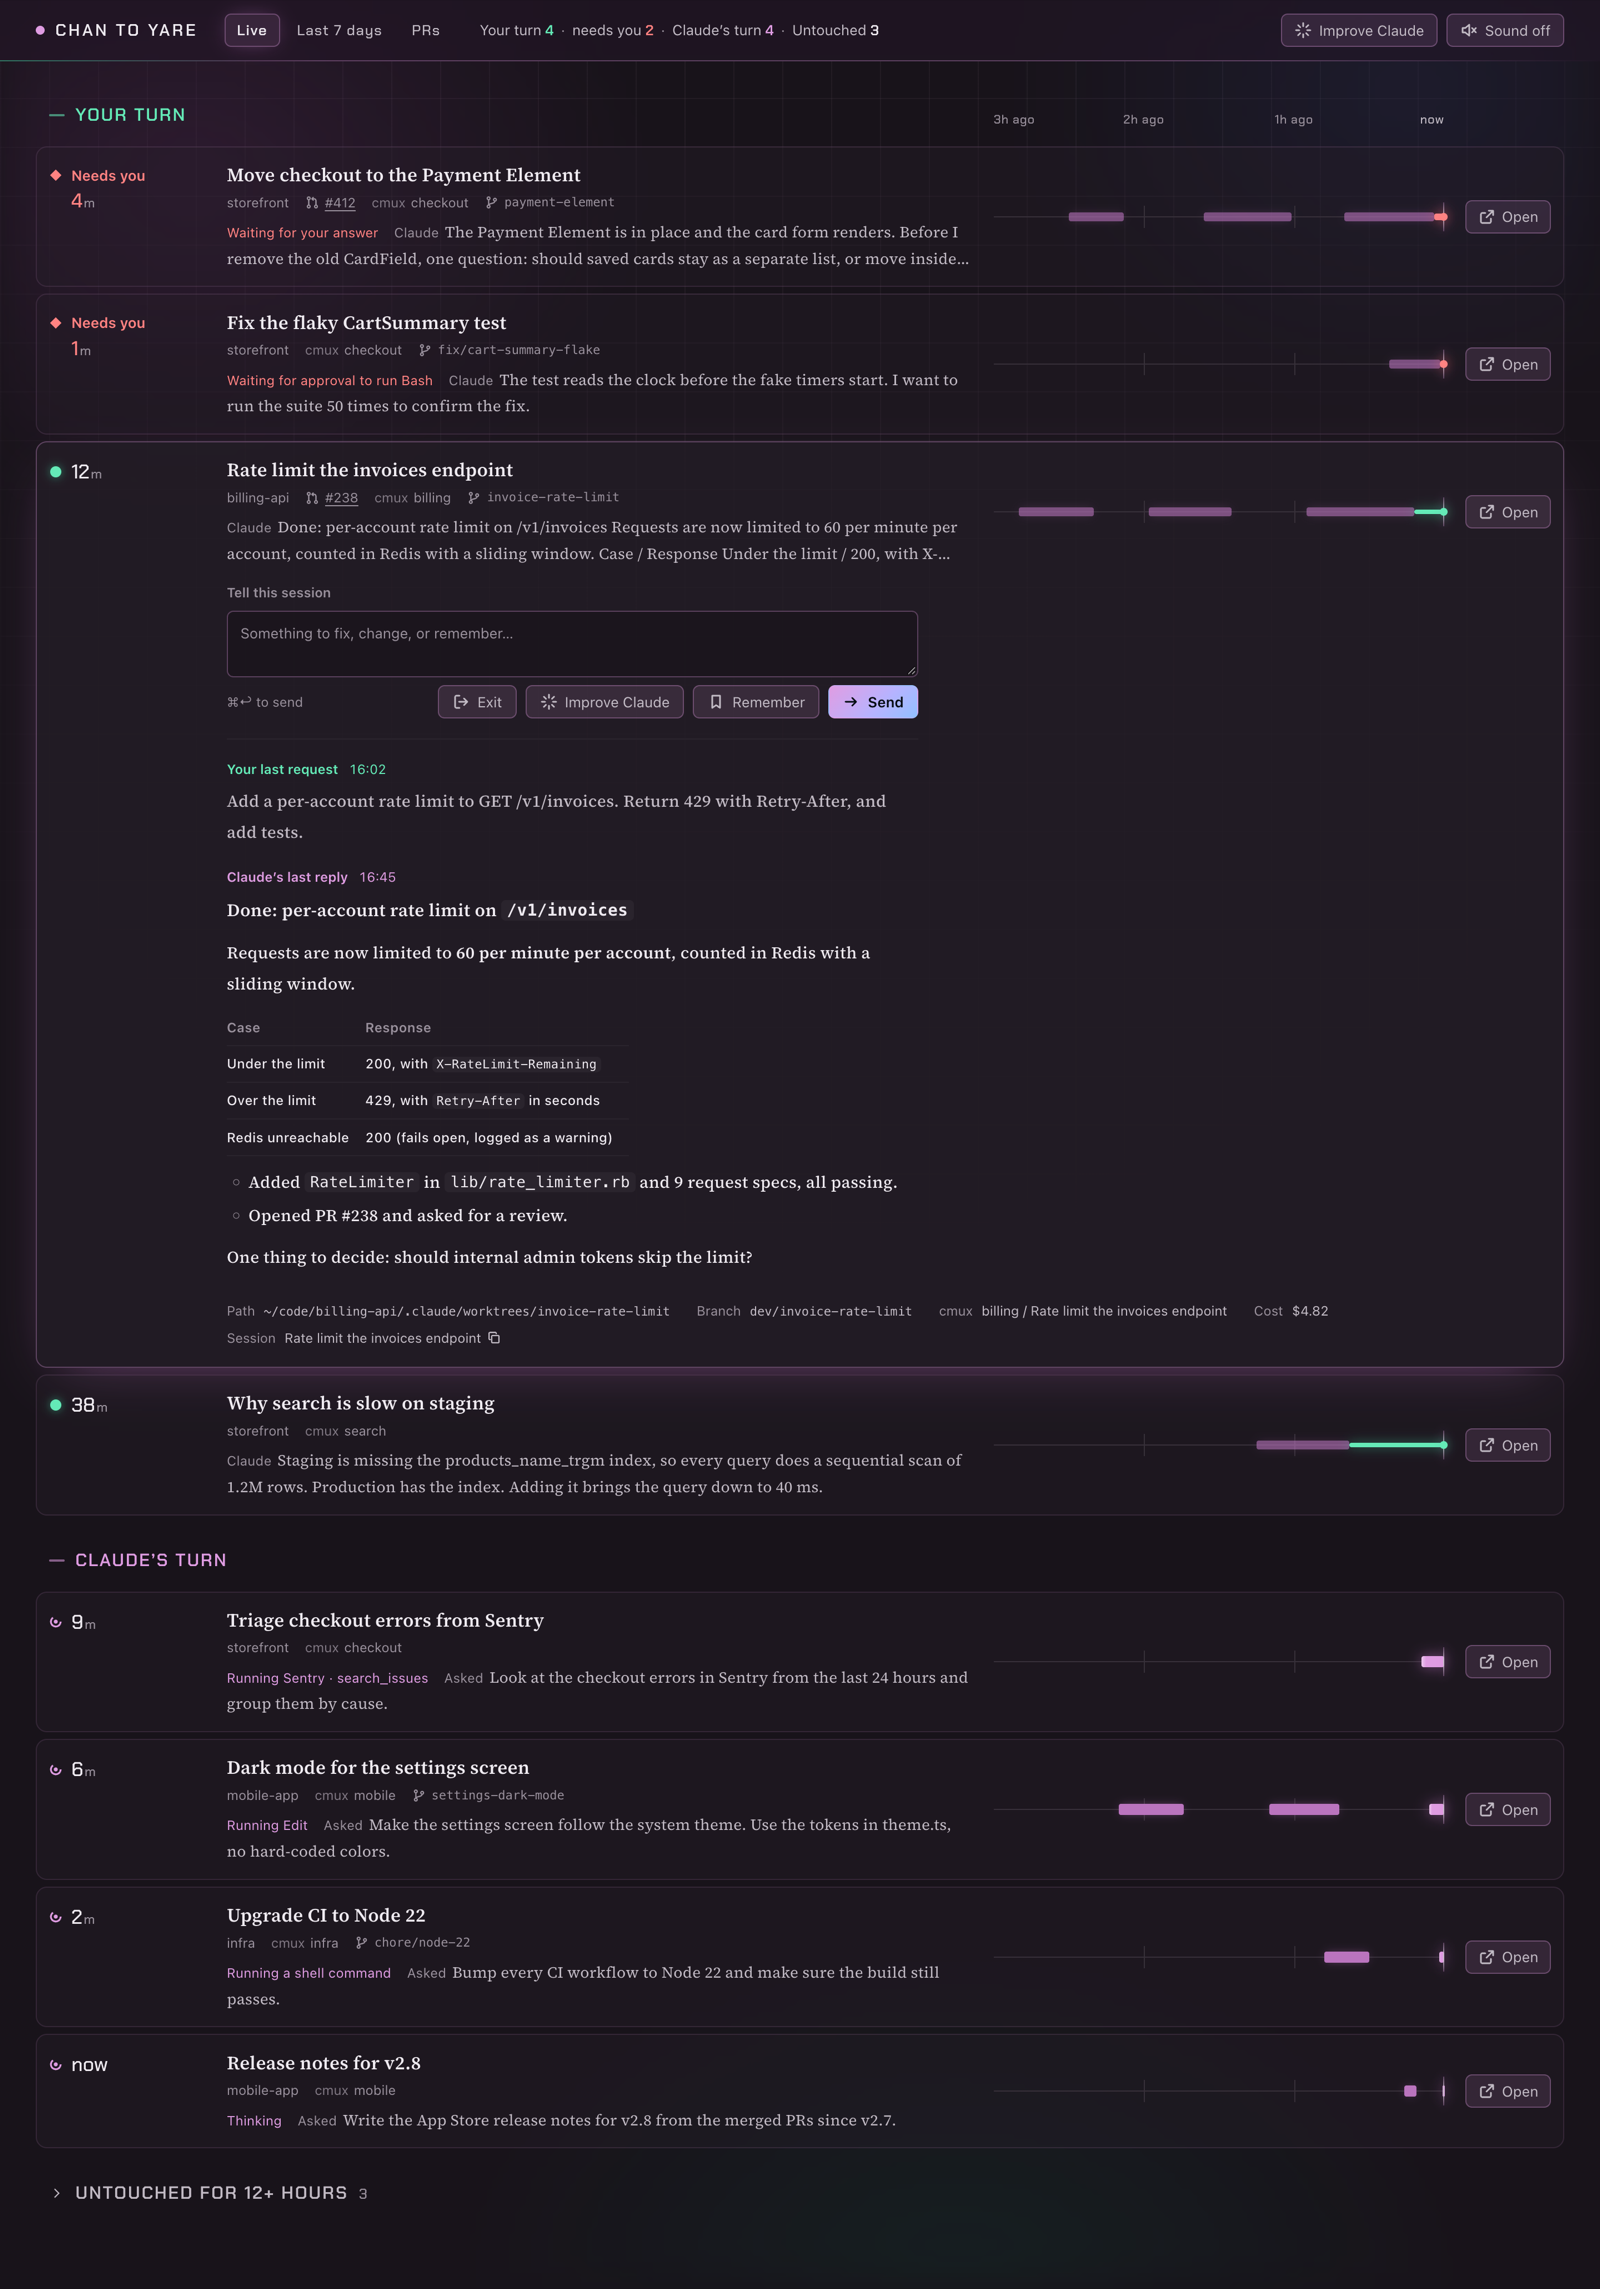 CHAN TO YARE Live Last 7 days PRs Your turn 4 · needs you 2 · Claude's turn 4 · Untouched 3 Improve Claude Sound off
YOUR TURN 3h ago 2h ago 1h ago now
Needs you
4m
Move checkout to the Payment Element
storefront #412 cmux checkout payment-element
Waiting for your answer Claude The Payment Element is in place and the card form renders. Before I
remove the old CardField, one question: should saved cards stay as a separate list, or move inside...
Open
Needs you
1m
Fix the flaky CartSummary test
storefront cmux checkout fix/cart-summary-flake
Waiting for approval to run Bash Claude The test reads the clock before the fake timers start. I want to
run the suite 50 times to confirm the fix.
Open
12m
Rate limit the invoices endpoint
billing-api #238 cmux billing invoice-rate-limit
Claude Done: per-account rate limit on /v1/invoices Requests are now limited to 60 per minute per
account, counted in Redis with a sliding window. Case / Response Under the limit / 200, with X-...
Open
Tell this session
Something to fix, change, or remember...
⌘↩ to send Exit Improve Claude Remember Send
Your last request 16:02
Add a per-account rate limit to GET /v1/invoices. Return 429 with Retry-After, and
add tests.
Claude's last reply 16:45
Done: per-account rate limit on /v1/invoices
Requests are now limited to 60 per minute per account, counted in Redis with a
sliding window.
Case Response
Under the limit 200, with X-RateLimit-Remaining
Over the limit 429, with Retry-After in seconds
Redis unreachable 200 (fails open, logged as a warning)
Added RateLimiter in lib/rate_limiter.rb and 9 request specs, all passing.
Opened PR #238 and asked for a review.
One thing to decide: should internal admin tokens skip the limit?
Path ~/code/billing-api/.claude/worktrees/invoice-rate-limit Branch dev/invoice-rate-limit cmux billing / Rate limit the invoices endpoint Cost $4.82
Session Rate limit the invoices endpoint
38m
Why search is slow on staging
storefront cmux search
Claude Staging is missing the products_name_trgm index, so every query does a sequential scan of
1.2M rows. Production has the index. Adding it brings the query down to 40 ms.
Open
CLAUDE'S TURN
9m
Triage checkout errors from Sentry
storefront cmux checkout
Running Sentry · search_issues Asked Look at the checkout errors in Sentry from the last 24 hours and
group them by cause.
Open
6m
Dark mode for the settings screen
mobile-app cmux mobile settings-dark-mode
Running Edit Asked Make the settings screen follow the system theme. Use the tokens in theme.ts,
no hard-coded colors.
Open
2m
Upgrade CI to Node 22
infra cmux infra chore/node-22
Running a shell command Asked Bump every CI workflow to Node 22 and make sure the build still
passes.
Open
now
Release notes for v2.8
mobile-app cmux mobile
Thinking Asked Write the App Store release notes for v2.8 from the merged PRs since v2.7.
Open
UNTOUCHED FOR 12+ HOURS 3